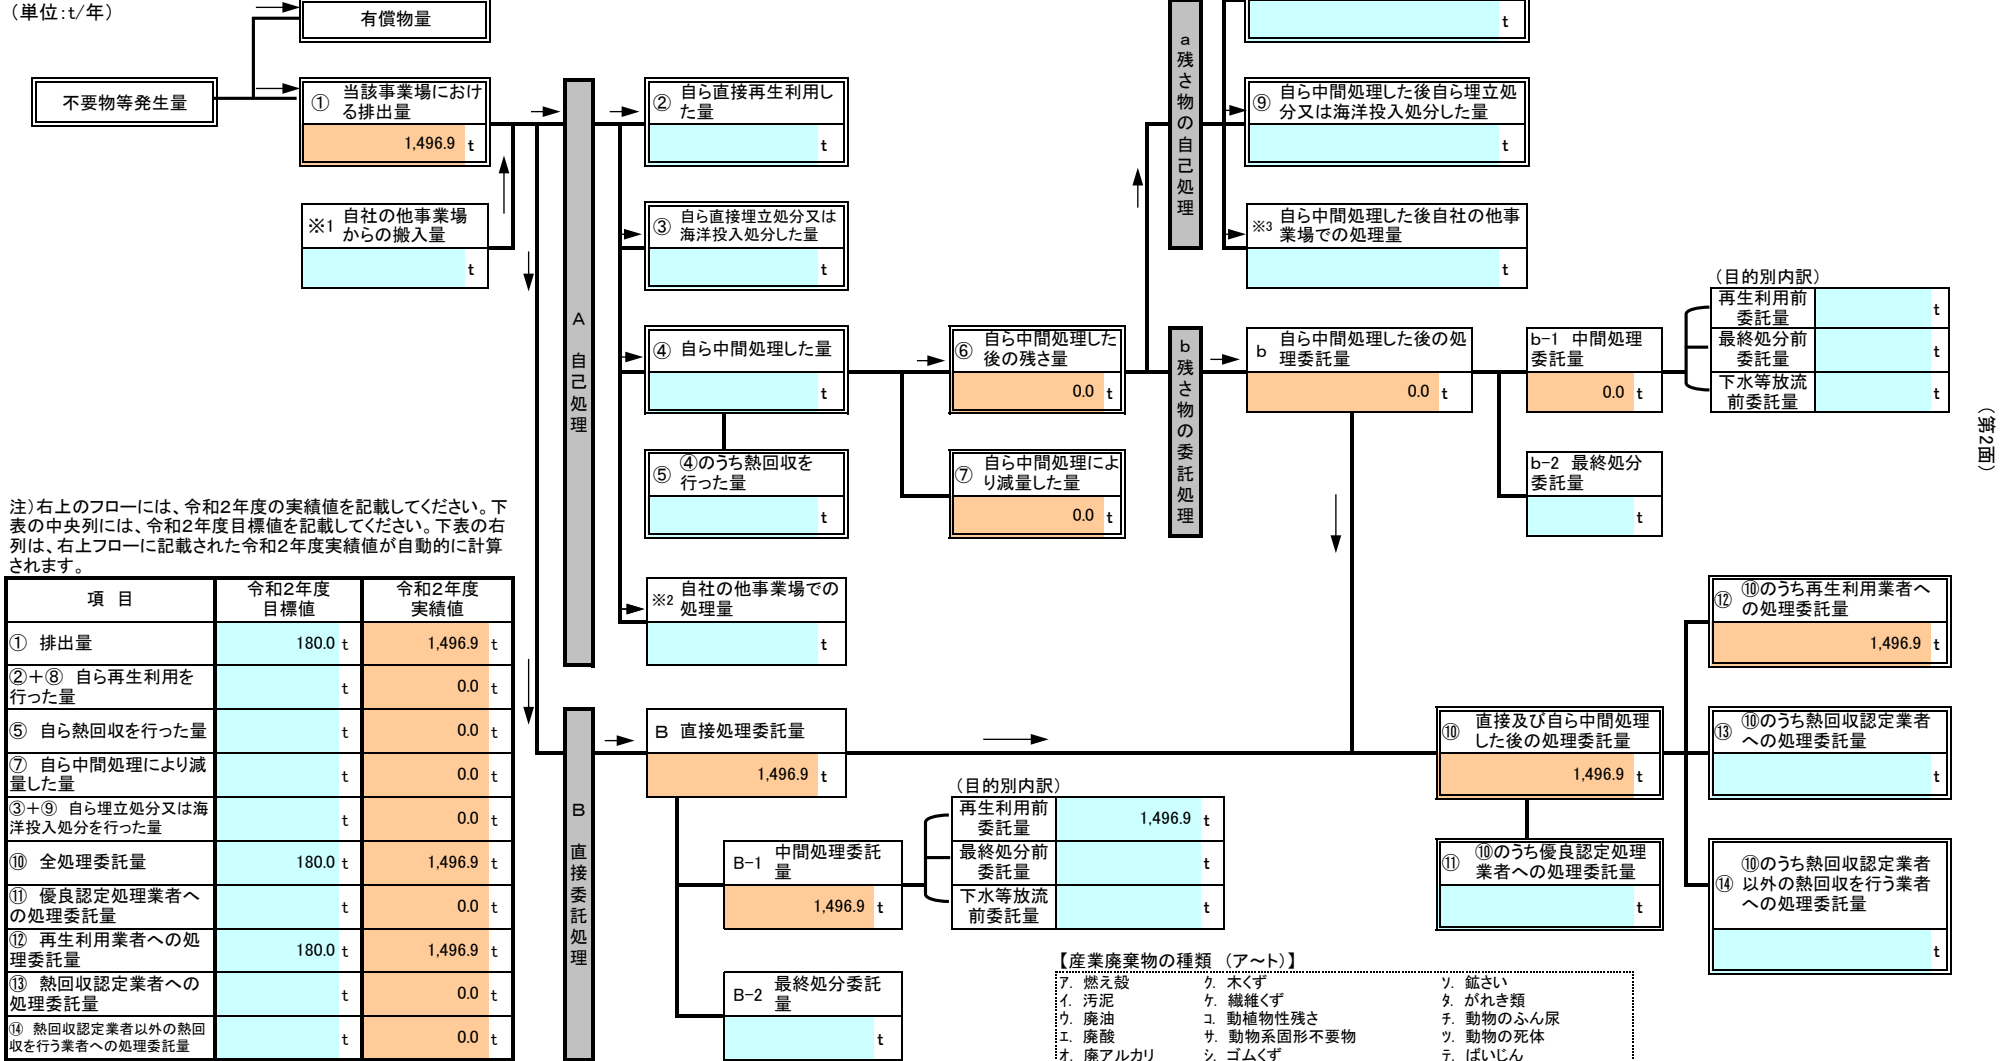 （単位：t/年）
有償物量
不要物等発生量
① 当該事業場におけ
る排出量
1,496.9 t
※1 自社の他事業場
からの搬入量
t
A 自己処理
② 自ら直接再生利用し
た量
t
③ 自ら直接埋立処分又は
海洋投入処分した量
t
④ 自ら中間処理した量
t
⑤ ④のうち熱回収を
行った量
t
※2 自社の他事業場での
処理量
t
⑥ 自ら中間処理した
後の残さ量
0.0 t
⑦ 自ら中間処理によ
り減量した量
0.0 t
a 残さ物の自己処理
t
⑨ 自ら中間処理した後自ら埋立処
分又は海洋投入処分した量
t
※3 自ら中間処理した後自社の他事
業場での処理量
t
b 残さ物の委託処理
b 自ら中間処理した後の処
理委託量
0.0 t
b-1 中間処理
委託量
0.0 t
b-2 最終処分
委託量
t
（目的別内訳）
再生利用前
委託量 t
最終処分前
委託量 t
下水等放流
前委託量 t
（第2面）
注）右上のフローには、令和２年度の実績値を記載してください。下
表の中央列には、令和２年度目標値を記載してください。下表の右
列は、右上フローに記載された令和２年度実績値が自動的に計算
されます。
項 目 令和２年度 令和２年度
目標値 実績値
① 排出量 180.0 t 1,496.9 t
②＋⑧ 自ら再生利用を
行った量 t 0.0 t
⑤ 自ら熱回収を行った量 t 0.0 t
⑦ 自ら中間処理により減
量した量 t 0.0 t
③＋⑨ 自ら埋立処分又は海
洋投入処分を行った量 t 0.0 t
⑩ 全処理委託量 180.0 t 1,496.9 t
⑪ 優良認定処理業者へ
の処理委託量 t 0.0 t
⑫ 再生利用業者への処
理委託量 180.0 t 1,496.9 t
⑬ 熱回収認定業者への
処理委託量 t 0.0 t
⑭ 熱回収認定業者以外の熱回
収を行う業者への処理委託量 t 0.0 t
B 直接委託処理
B 直接処理委託量
1,496.9 t
B-1 中間処理委託
量
1,496.9 t
B-2 最終処分委託
量
t
（目的別内訳）
再生利用前
委託量 1,496.9 t
最終処分前
委託量 t
下水等放流
前委託量 t
⑩ 直接及び自ら中間処理
した後の処理委託量
1,496.9 t
⑪ ⑩のうち優良認定処理
業者への処理委託量
t
⑫ ⑩のうち再生利用業者へ
の処理委託量
1,496.9 t
⑬ ⑩のうち熱回収認定業者
への処理委託量
t
⑭ ⑩のうち熱回収認定業者
以外の熱回収を行う業者
への処理委託量
t
【産業廃棄物の種類 （ア～ト）】
ア. 燃え殻 ク. 木くず ソ. 鉱さい
イ. 汚泥 ケ. 繊維くず タ. がれき類
ウ. 廃油 コ. 動植物性残さ チ. 動物のふん尿
エ. 廃酸 サ. 動物系固形不要物 ツ. 動物の死体
オ. 廃アルカリ シ. ゴムくず テ. ばいじん